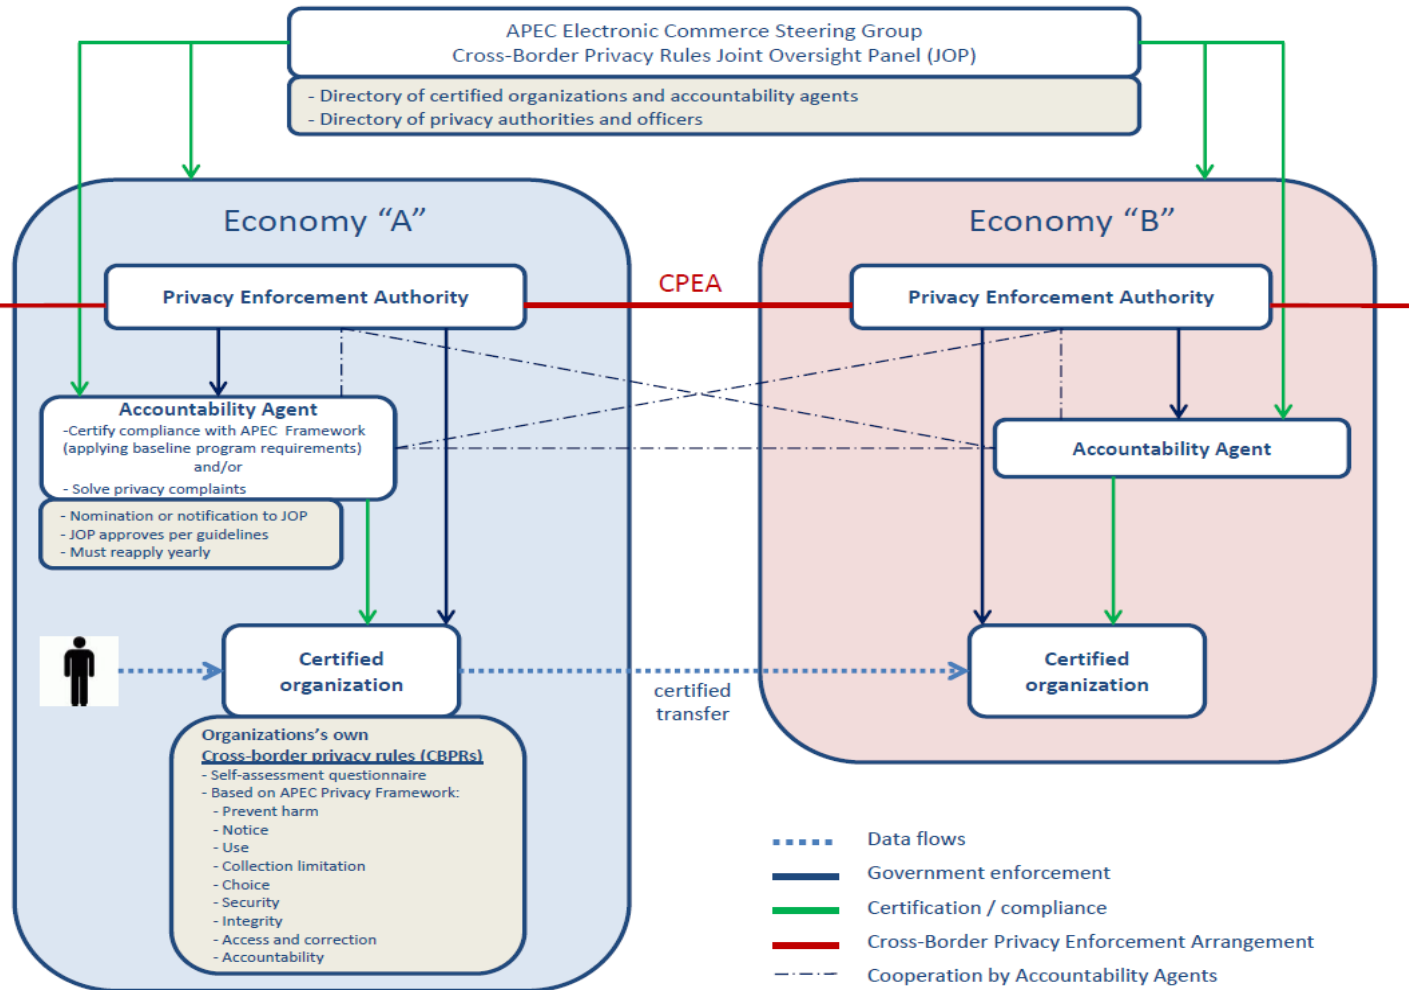 APEC Electronic Commerce Steering Group
Cross-Border Privacy Rules Joint Oversight Panel (JOP)
- Directory of certified organizations and accountability agents
- Directory of privacy authorities and officers
Economy “A”
Privacy Enforcement Authority
CPEA
Economy “B”
Privacy Enforcement Authority
Accountability Agent
-Certify compliance with APEC Framework
(applying baseline program requirements)
and/or
- Solve privacy complaints
- Nomination or notification to JOP
- JOP approves per guidelines
- Must reapply yearly
Accountability Agent
Certified
organization
certified
transfer
Certified
organization
Organizations's own
Cross-border privacy rules (CBPRs)
- Self-assessment questionnaire
- Based on APEC Privacy Framework:
- Prevent harm
- Notice
- Use
- Collection limitation
- Choice
- Security
- Integrity
- Access and correction
- Accountability
Data flows
Government enforcement
Certification / compliance
Cross-Border Privacy Enforcement Arrangement
Cooperation by Accountability Agents